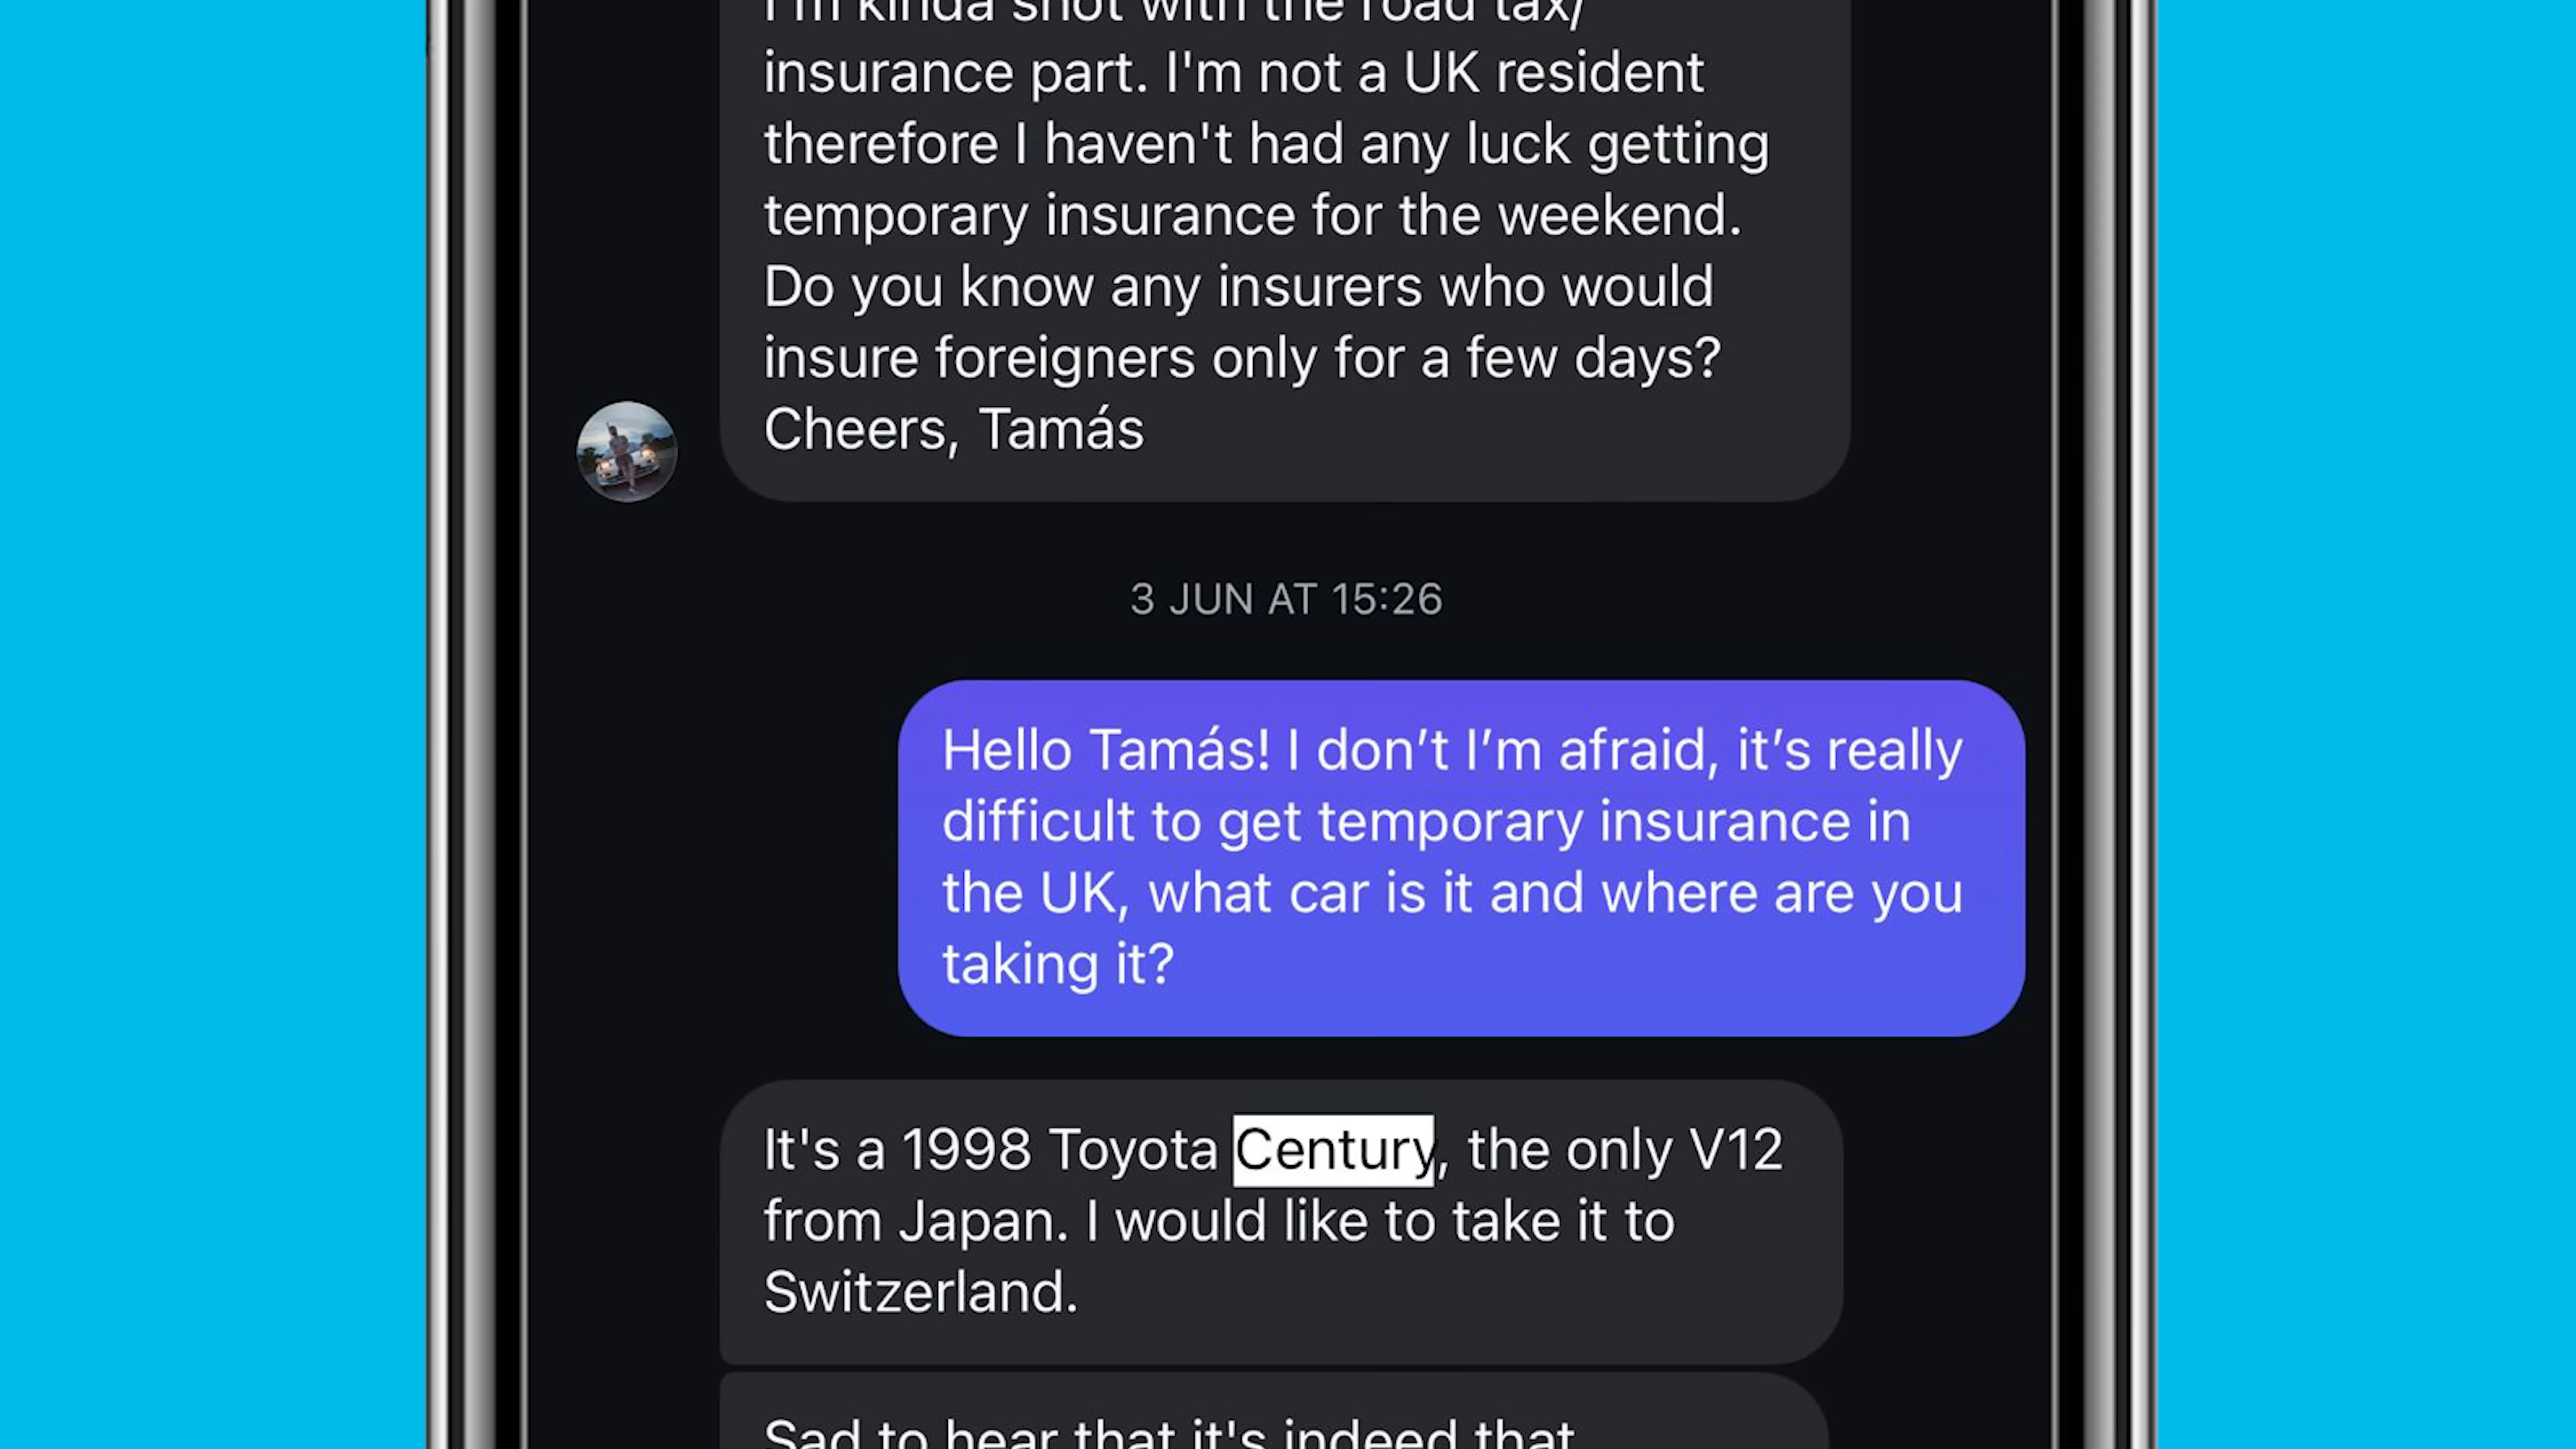 I'm kinda shot with the road tax/
insurance part. I'm not a UK resident
therefore I haven't had any luck getting
temporary insurance for the weekend.
Do you know any insurers who would
insure foreigners only for a few days?
Cheers, Tamás
3 JUN AT 15:26
Hello Tamás! I don’t I’m afraid, it’s really
difficult to get temporary insurance in
the UK, what car is it and where are you
taking it?
It's a 1998 Toyota Century, the only V12
from Japan. I would like to take it to
Switzerland.
Sad to hear that it's indeed that